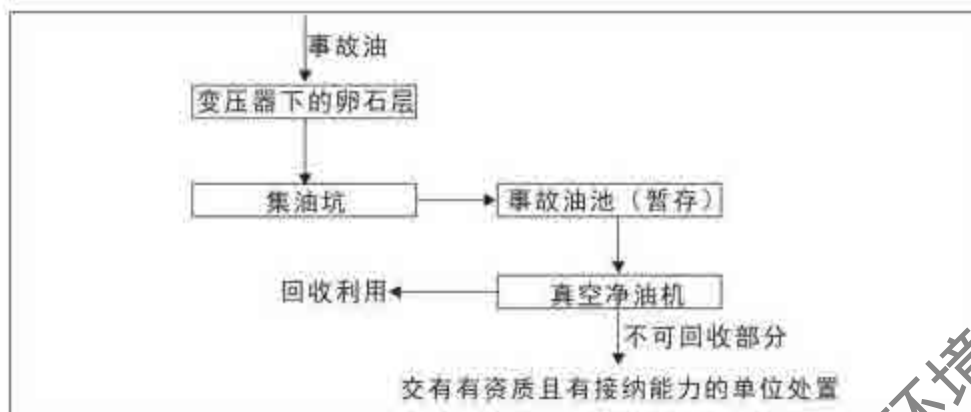 事故油
变压器下的卵石层
集油坑
事故油池（暂存）
回收利用
真空净油机
不可回收部分
交有有资质且有接纳能力的单位处置
环境